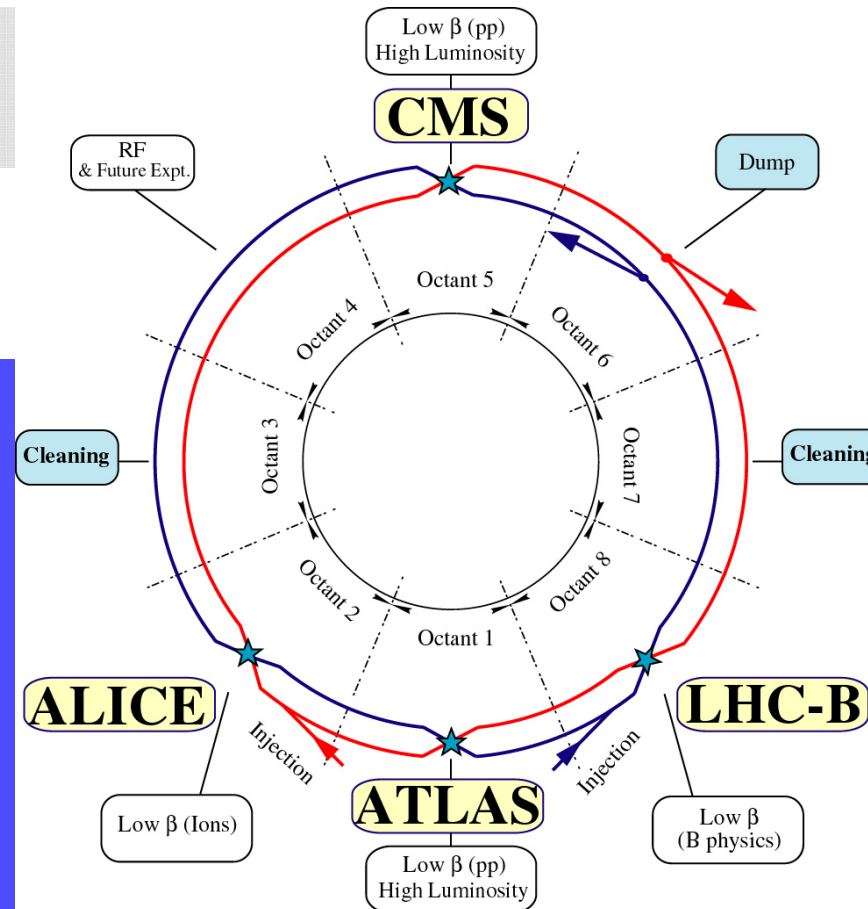 Low β (pp)
High Luminosity
CMS
RF
& Future Expt.
Dump
Octant 5
Octant 4
Octant 6
Cleaning
Octant 3
Octant 7
Cleaning
Octant 2
Octant 8
Octant 1
ALICE
LHC-B
Injection
Injection
ATLAS
Low β (Ions)
Low β
(B physics)
Low β (pp)
High Luminosity